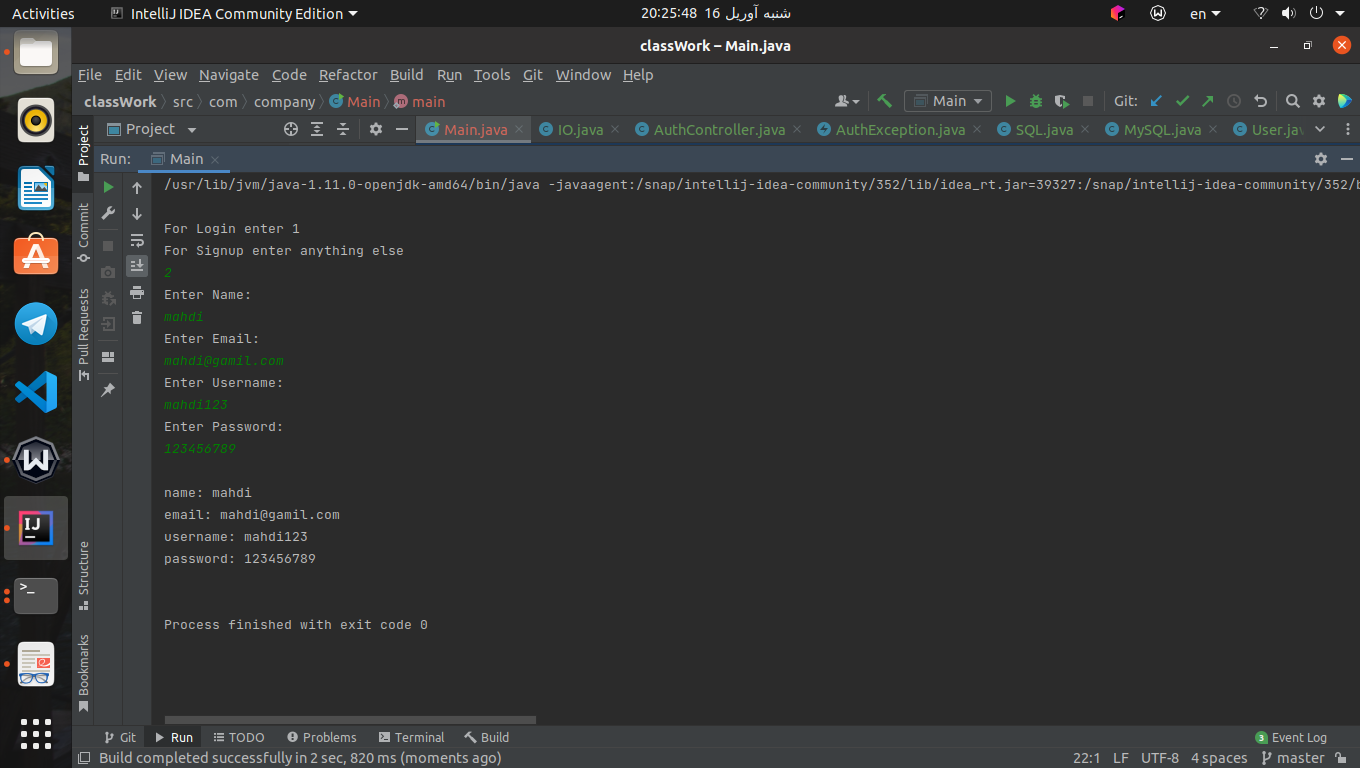 Activities
IntelliJ IDEA Community Edition
شنبه آوریل 16 20:25:48
en
classWork – Main.java
File Edit View Navigate Code Refactor Build Run Tools Git Window Help
classWork src com company Main main
Main
Git:
Project
Main.java
IO.java
AuthController.java
AuthException.java
SQL.java
MySQL.java
User.jav
Run: Main
Project
Commit
Pull Requests
Structure
Bookmarks
/usr/lib/jvm/java-1.11.0-openjdk-amd64/bin/java -javaagent:/snap/intellij-idea-community/352/lib/idea_rt.jar=39327:/snap/intellij-idea-community/352/b
For Login enter 1
For Signup enter anything else
2
Enter Name:
mahdi
Enter Email:
mahdi@gamil.com
Enter Username:
mahdi123
Enter Password:
123456789
name: mahdi
email: mahdi@gamil.com
username: mahdi123
password: 123456789
Process finished with exit code 0
Git Run TODO Problems Terminal Build
3 Event Log
Build completed successfully in 2 sec, 820 ms (moments ago)
22:1 LF UTF-8 4 spaces master